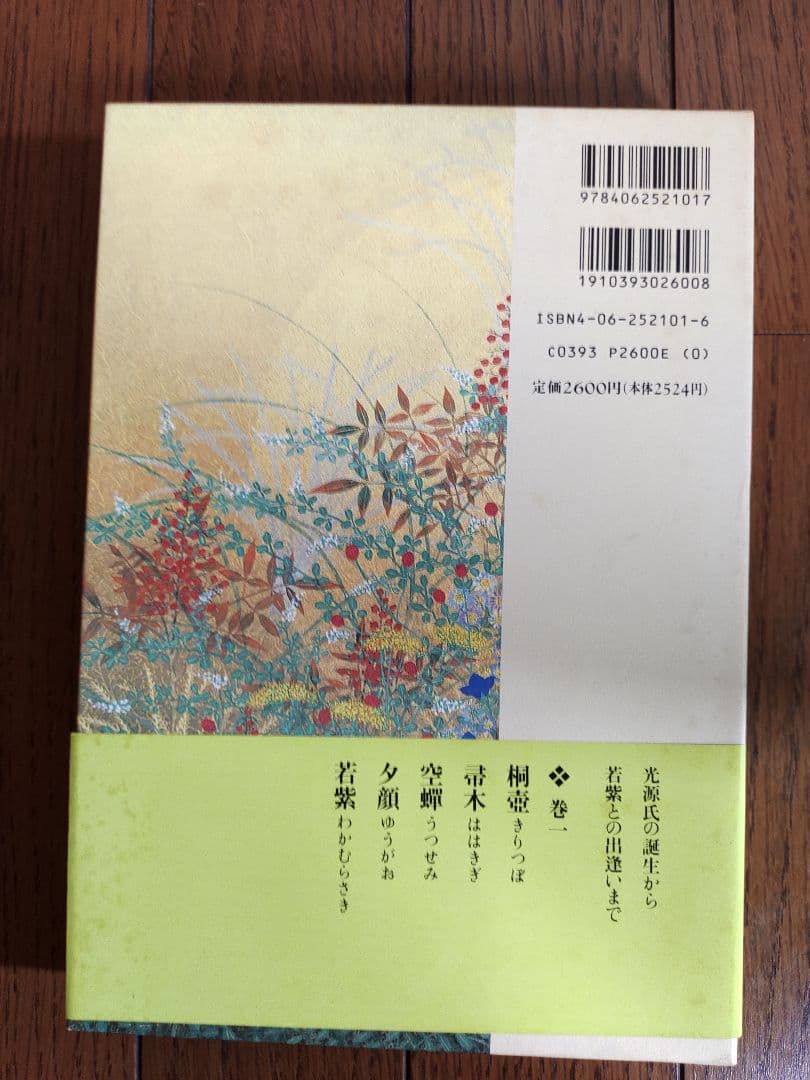 9784062521017
1910393026008
ISBN4-06-252101-6
C0393 P2600E (0)
定価2600円(本体2524円)
光源氏の誕生から
若紫との出逢いまで
❖ 巻一
桐壺 きりつぼ
帚木 ははきぎ
空蟬 うつせみ
夕顔 ゆうがお
若紫 わかむらさき